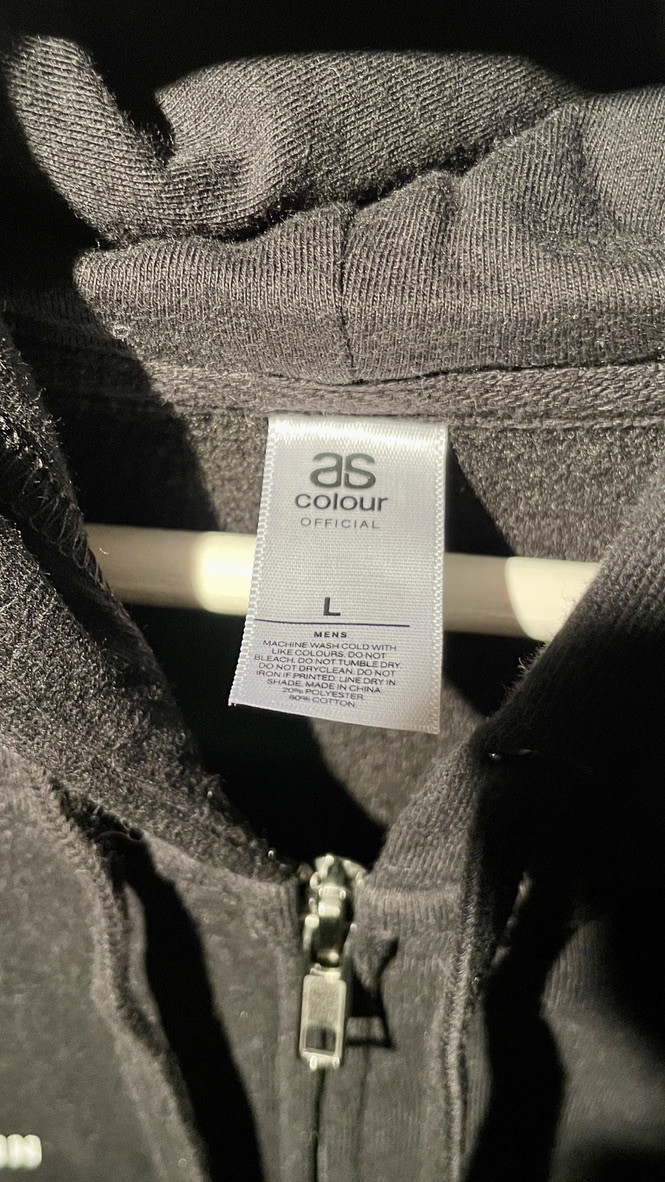 as
colour
OFFICIAL
L
MENS
MACHINE WASH COLD WITH
LIKE COLOURS. DO NOT
BLEACH. DO NOT TUMBLE DRY.
DO NOT DRYCLEAN. DO NOT
IRON IF PRINTED. LINE DRY IN
SHADE. MADE IN CHINA
20% POLYESTER
80% COTTON